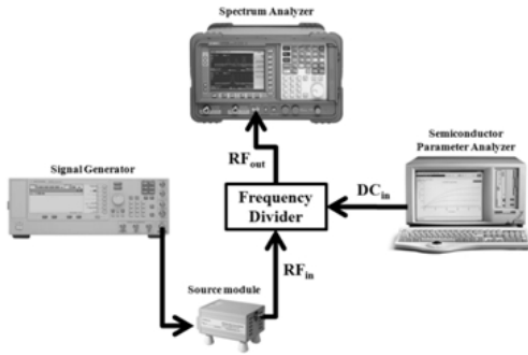 Spectrum Analyzer
Semiconductor
Parameter Analyzer
Signal Generator
RFout
DCin
Frequency
Divider
RFin
Source module